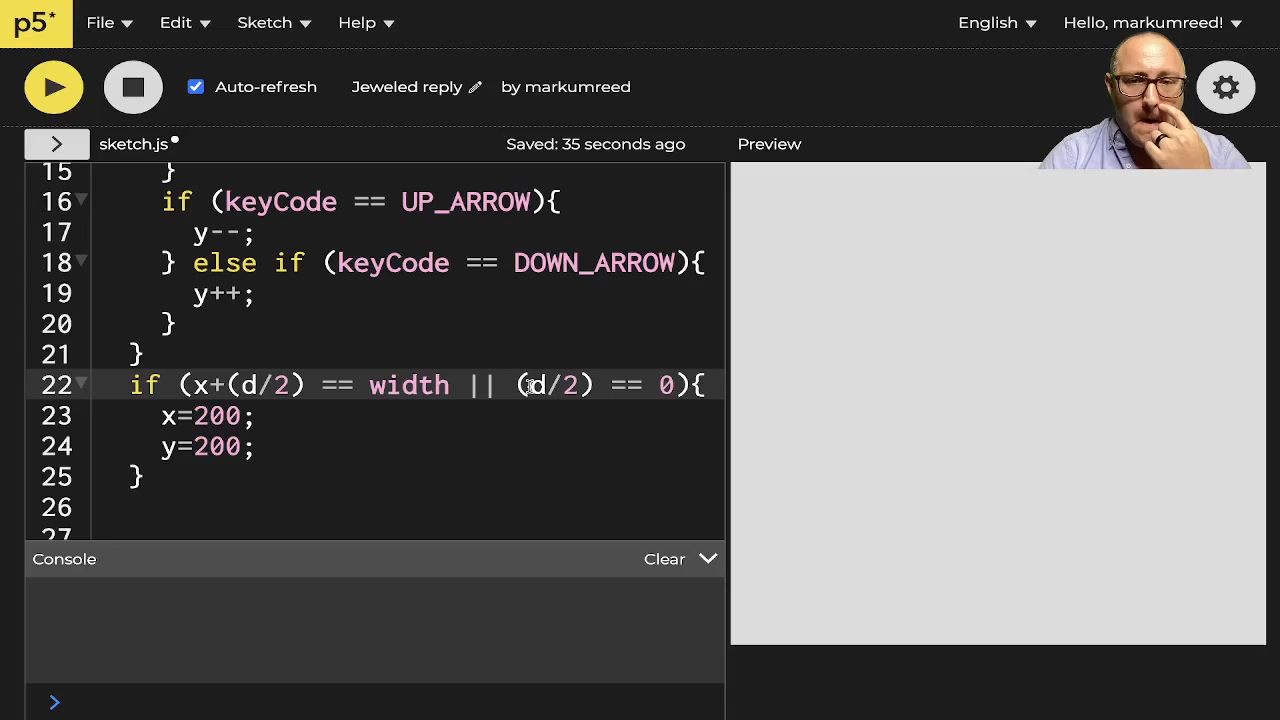 p5* File Edit Sketch Help English Hello, markumreed!
Auto-refresh Jeweled reply by markumreed
> sketch.js Saved: 35 seconds ago Preview
15 }
16 if (keyCode == UP_ARROW){
17 y--;
18 } else if (keyCode == DOWN_ARROW){
19 y++;
20 }
21 }
22 if (x+(d/2) == width || (d/2) == 0){
23 x=200;
24 y=200;
25 }
26
27
Console Clear
>